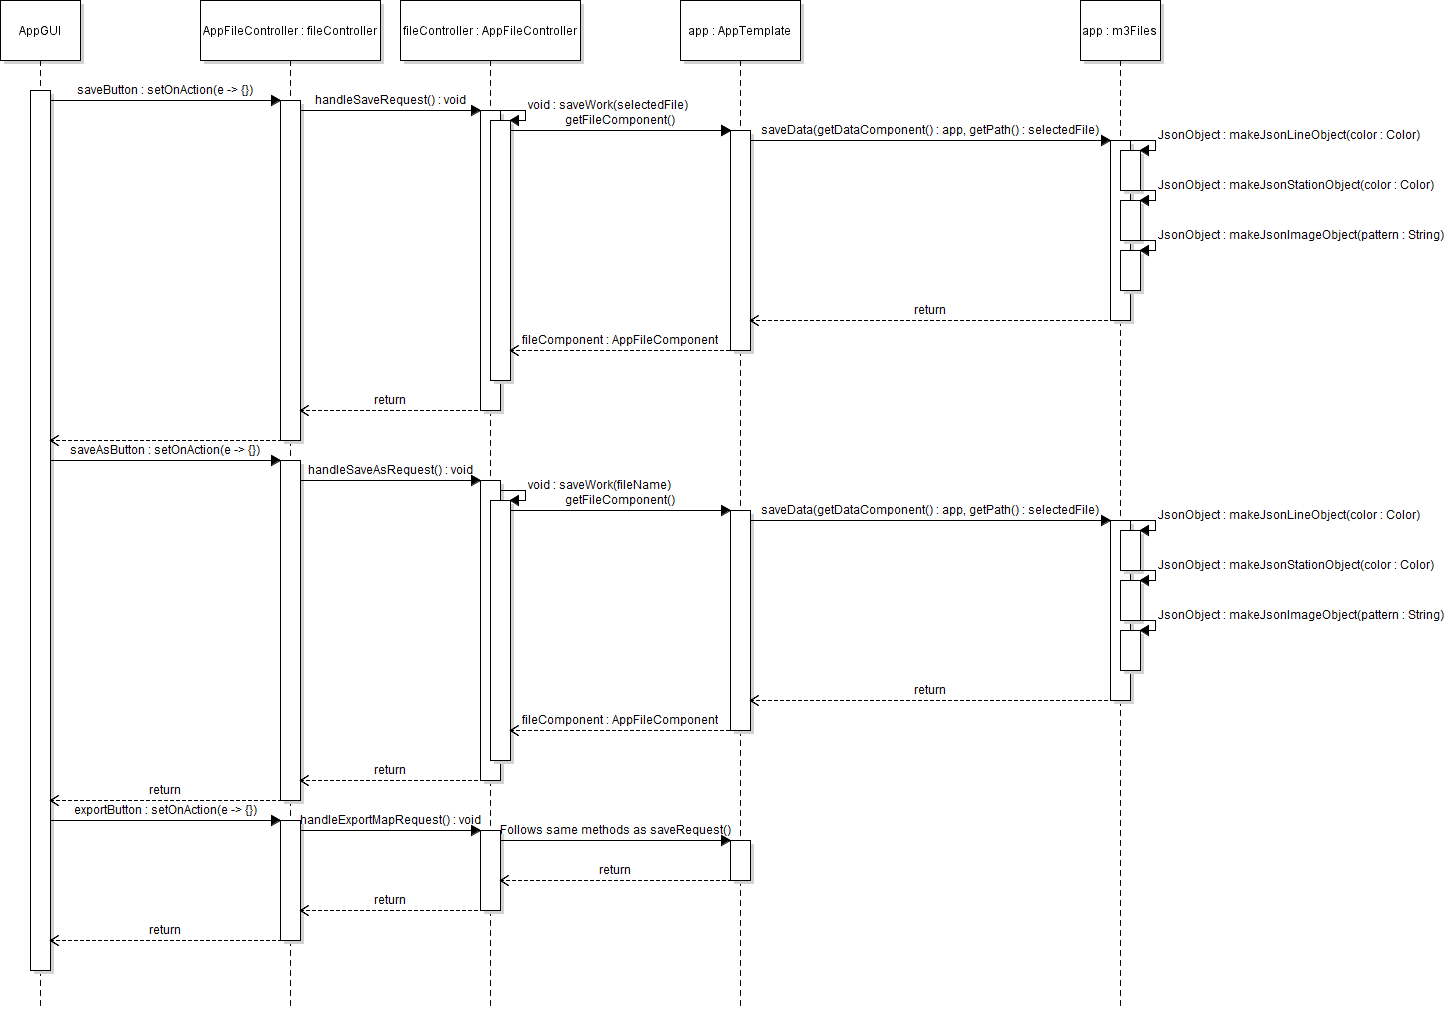 AppGUI
AppFileController : fileController
fileController : AppFileController
app : AppTemplate
app : m3Files
saveButton : setOnAction(e -> {})
handleSaveRequest() : void
void : saveWork(selectedFile)
getFileComponent()
saveData(getDataComponent() : app, getPath() : selectedFile)
JsonObject : makeJsonLineObject(color : Color)
JsonObject : makeJsonStationObject(color : Color)
JsonObject : makeJsonImageObject(pattern : String)
return
fileComponent : AppFileComponent
return
saveAsButton : setOnAction(e -> {})
handleSaveAsRequest() : void
void : saveWork(fileName)
getFileComponent()
saveData(getDataComponent() : app, getPath() : selectedFile)
JsonObject : makeJsonLineObject(color : Color)
JsonObject : makeJsonStationObject(color : Color)
JsonObject : makeJsonImageObject(pattern : String)
return
fileComponent : AppFileComponent
return
return
exportButton : setOnAction(e -> {})
handleExportMapRequest() : void
Follows same methods as saveRequest()
return
return
return